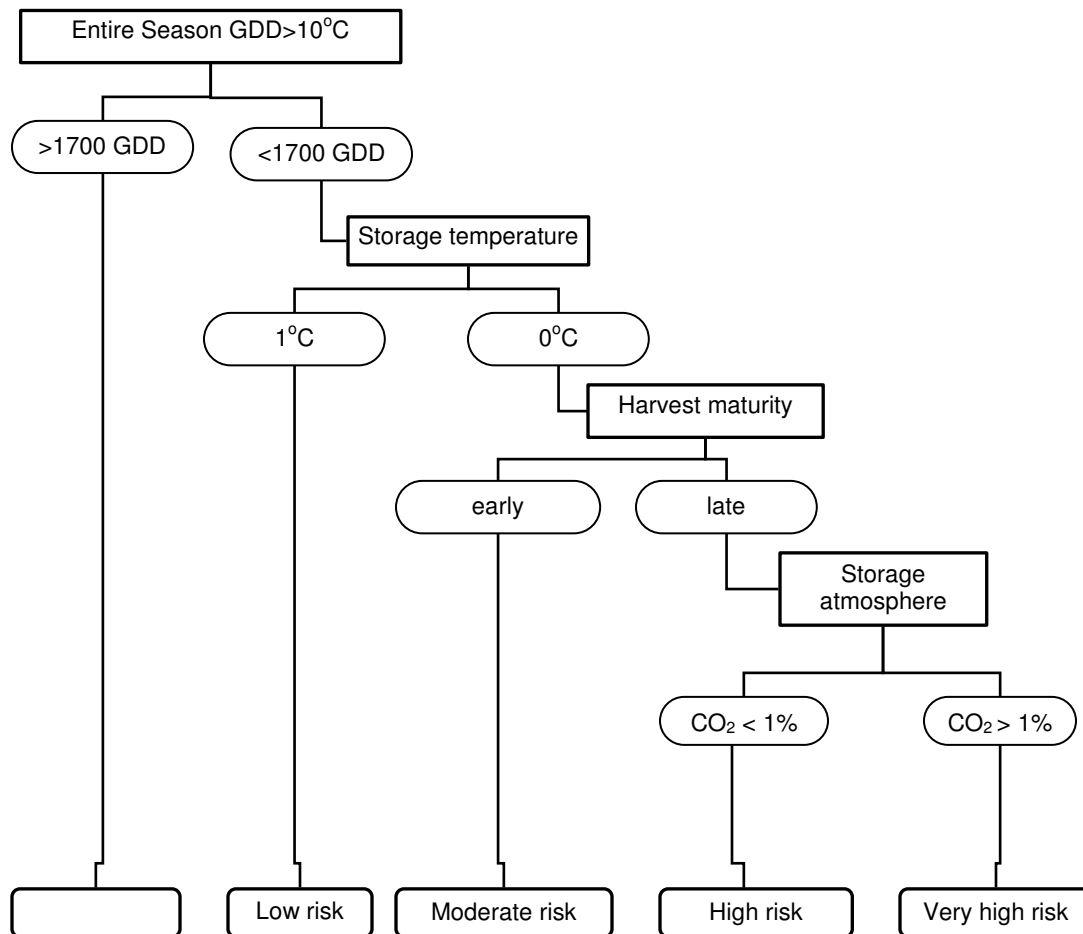 Entire Season GDD>10°C
>1700 GDD
<1700 GDD
Storage temperature
1°C
0°C
Harvest maturity
early
late
Storage
atmosphere
CO₂ < 1%
CO₂ > 1%
Low risk
Moderate risk
High risk
Very high risk